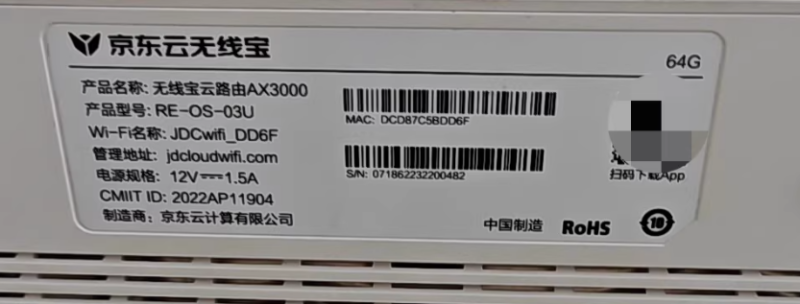 京东云无线宝
64G
产品名称: 无线宝云路由AX3000
产品型号: RE-OS-03U
Wi-Fi名称: JDCwifi_DD6F
管理地址: jdcloudwifi.com
电源规格: 12V⎓1.5A
CMIIT ID: 2022AP11904
制造商: 京东云计算有限公司
MAC: DCD87C5BDD6F
S/N: 071862232200482
扫码下载App
中国制造
RoHS
10